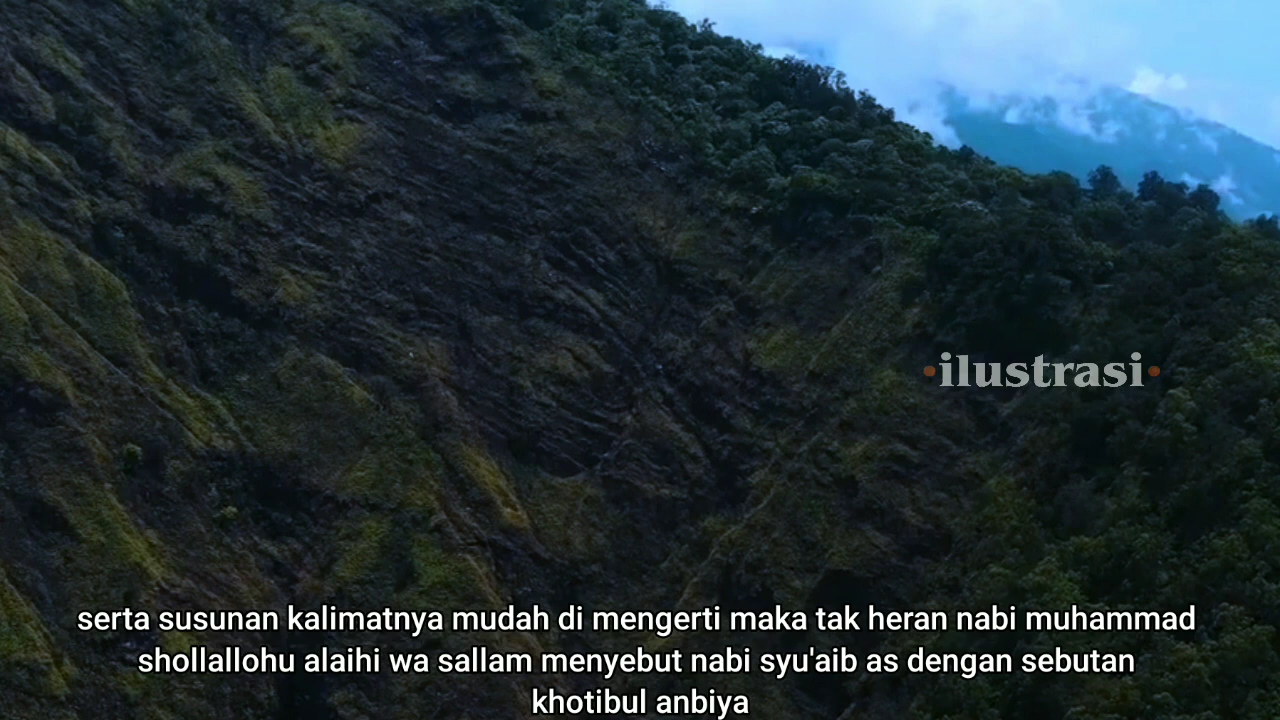 •ilustrasi•
serta susunan kalimatnya mudah di mengerti maka tak heran nabi muhammad
shollallohu alaihi wa sallam menyebut nabi syu'aib as dengan sebutan
khotibul anbiya